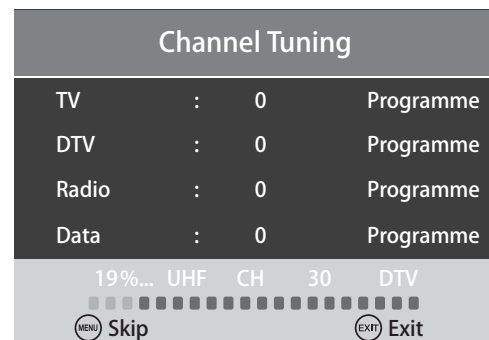 Channel Tuning
TV : 0 Programme
DTV : 0 Programme
Radio : 0 Programme
Data : 0 Programme
19%... UHF CH 30 DTV
MENU Skip EXIT Exit